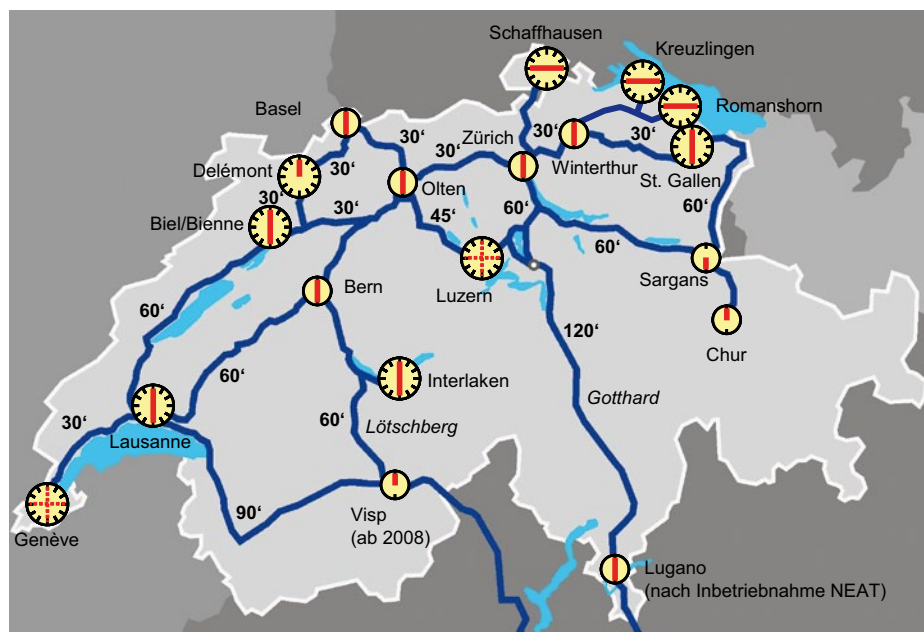 Schaffhausen
Kreuzlingen
Basel
Romanshorn
30‘
Zürich
30‘
30‘
30‘
Delémont
30‘
Olten
Winterthur
St. Gallen
30‘
30‘
45‘
60‘
60‘
Biel/Bienne
60‘
Luzern
Sargans
Bern
60‘
120‘
Chur
60‘
Interlaken
Gotthard
30‘
60‘
Lötschberg
Lausanne
90‘
Visp
(ab 2008)
Genève
Lugano
(nach Inbetriebnahme NEAT)